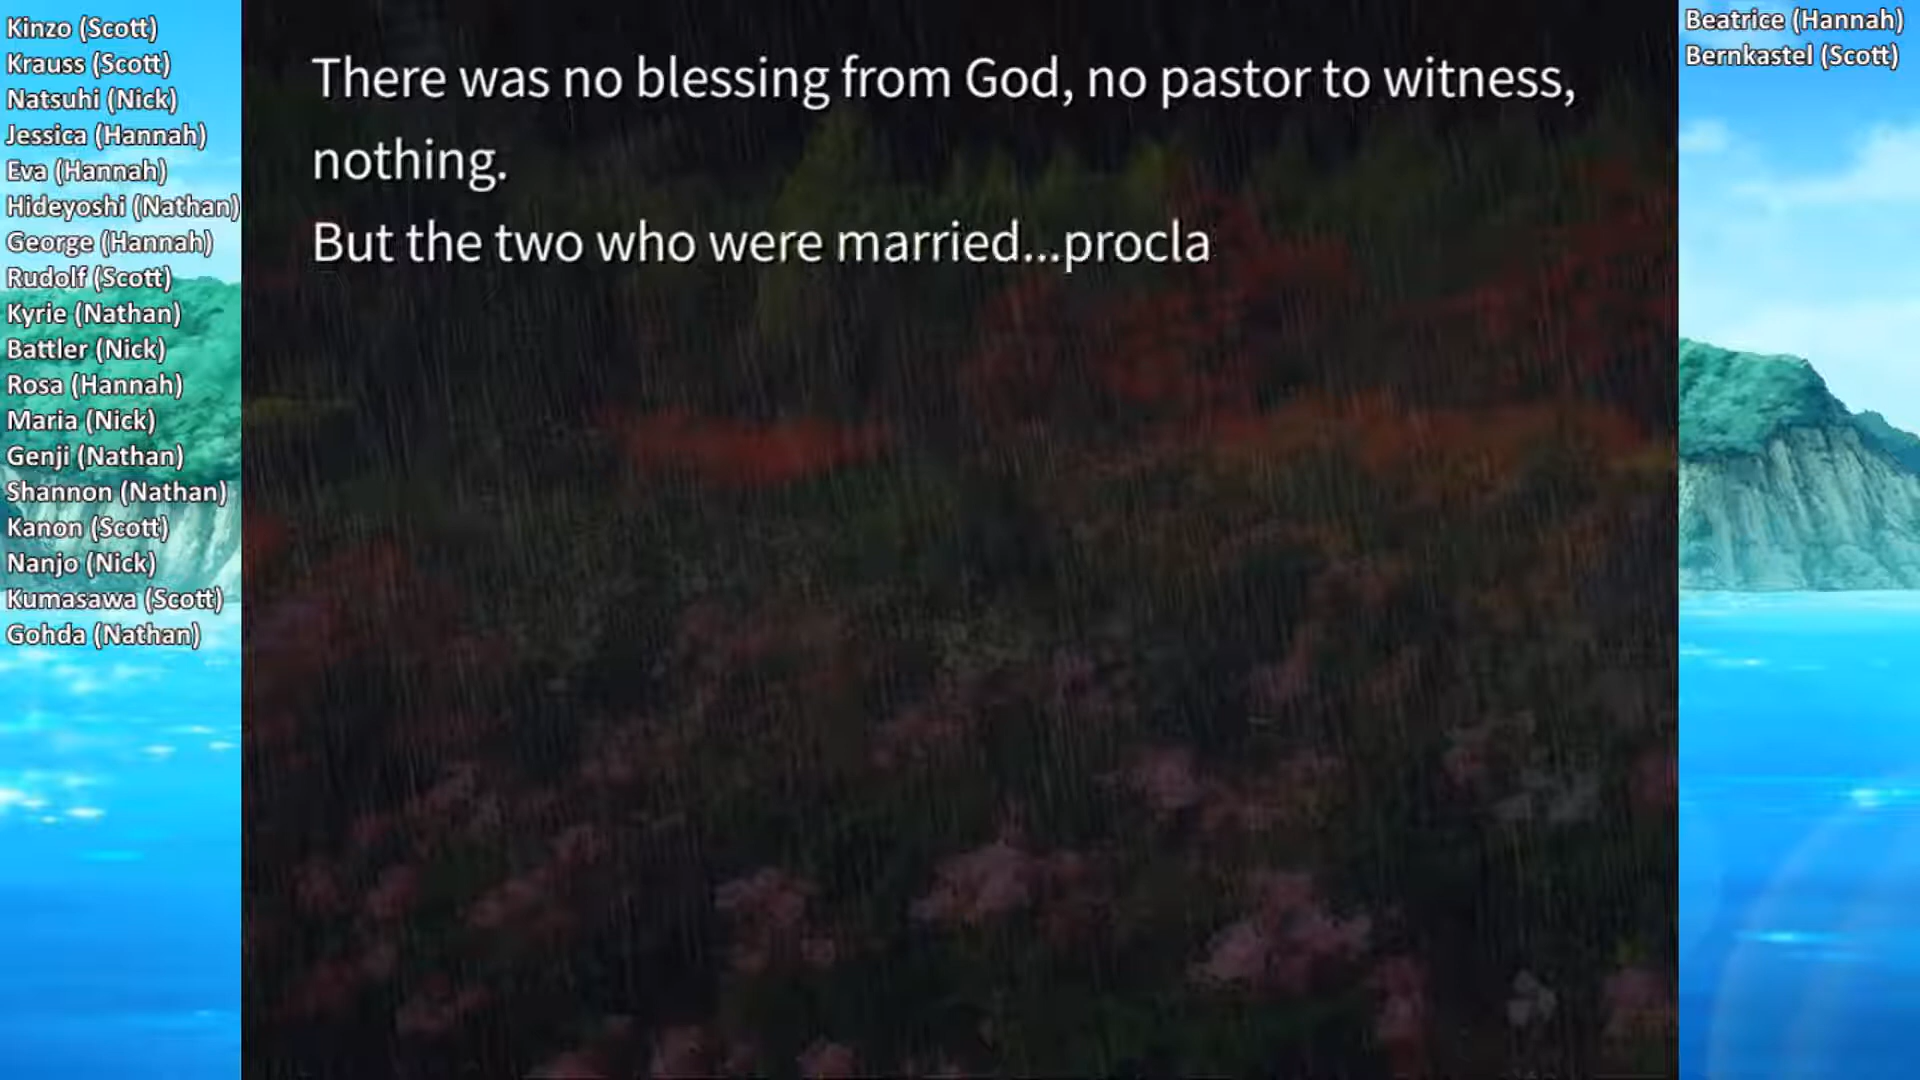 Kinzo (Scott)
Krauss (Scott)
Natsuhi (Nick)
Jessica (Hannah)
Eva (Hannah)
Hideyoshi (Nathan)
George (Hannah)
Rudolf (Scott)
Kyrie (Nathan)
Battler (Nick)
Rosa (Hannah)
Maria (Nick)
Genji (Nathan)
Shannon (Nathan)
Kanon (Scott)
Nanjo (Nick)
Kumasawa (Scott)
Gohda (Nathan)
There was no blessing from God, no pastor to witness,
nothing.
But the two who were married...procla
Beatrice (Hannah)
Bernkastel (Scott)